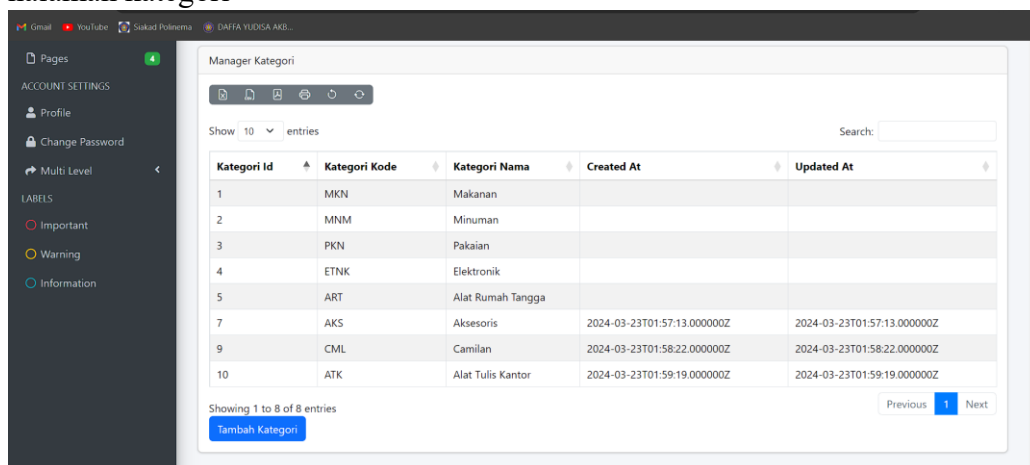 halaman kategori
Gmail YouTube Siakad Polinema DAFFA YUDISA AKB...
Pages 4
ACCOUNT SETTINGS
Profile
Change Password
Multi Level
LABELS
Important
Warning
Information
Manager Kategori
Show 10 entries Search:
Kategori Id Kategori Kode Kategori Nama Created At Updated At
1 MKN Makanan
2 MNM Minuman
3 PKN Pakaian
4 ETNK Elektronik
5 ART Alat Rumah Tangga
7 AKS Aksesoris 2024-03-23T01:57:13.000000Z 2024-03-23T01:57:13.000000Z
9 CML Camilan 2024-03-23T01:58:22.000000Z 2024-03-23T01:58:22.000000Z
10 ATK Alat Tulis Kantor 2024-03-23T01:59:19.000000Z 2024-03-23T01:59:19.000000Z
Showing 1 to 8 of 8 entries Previous 1 Next
Tambah Kategori